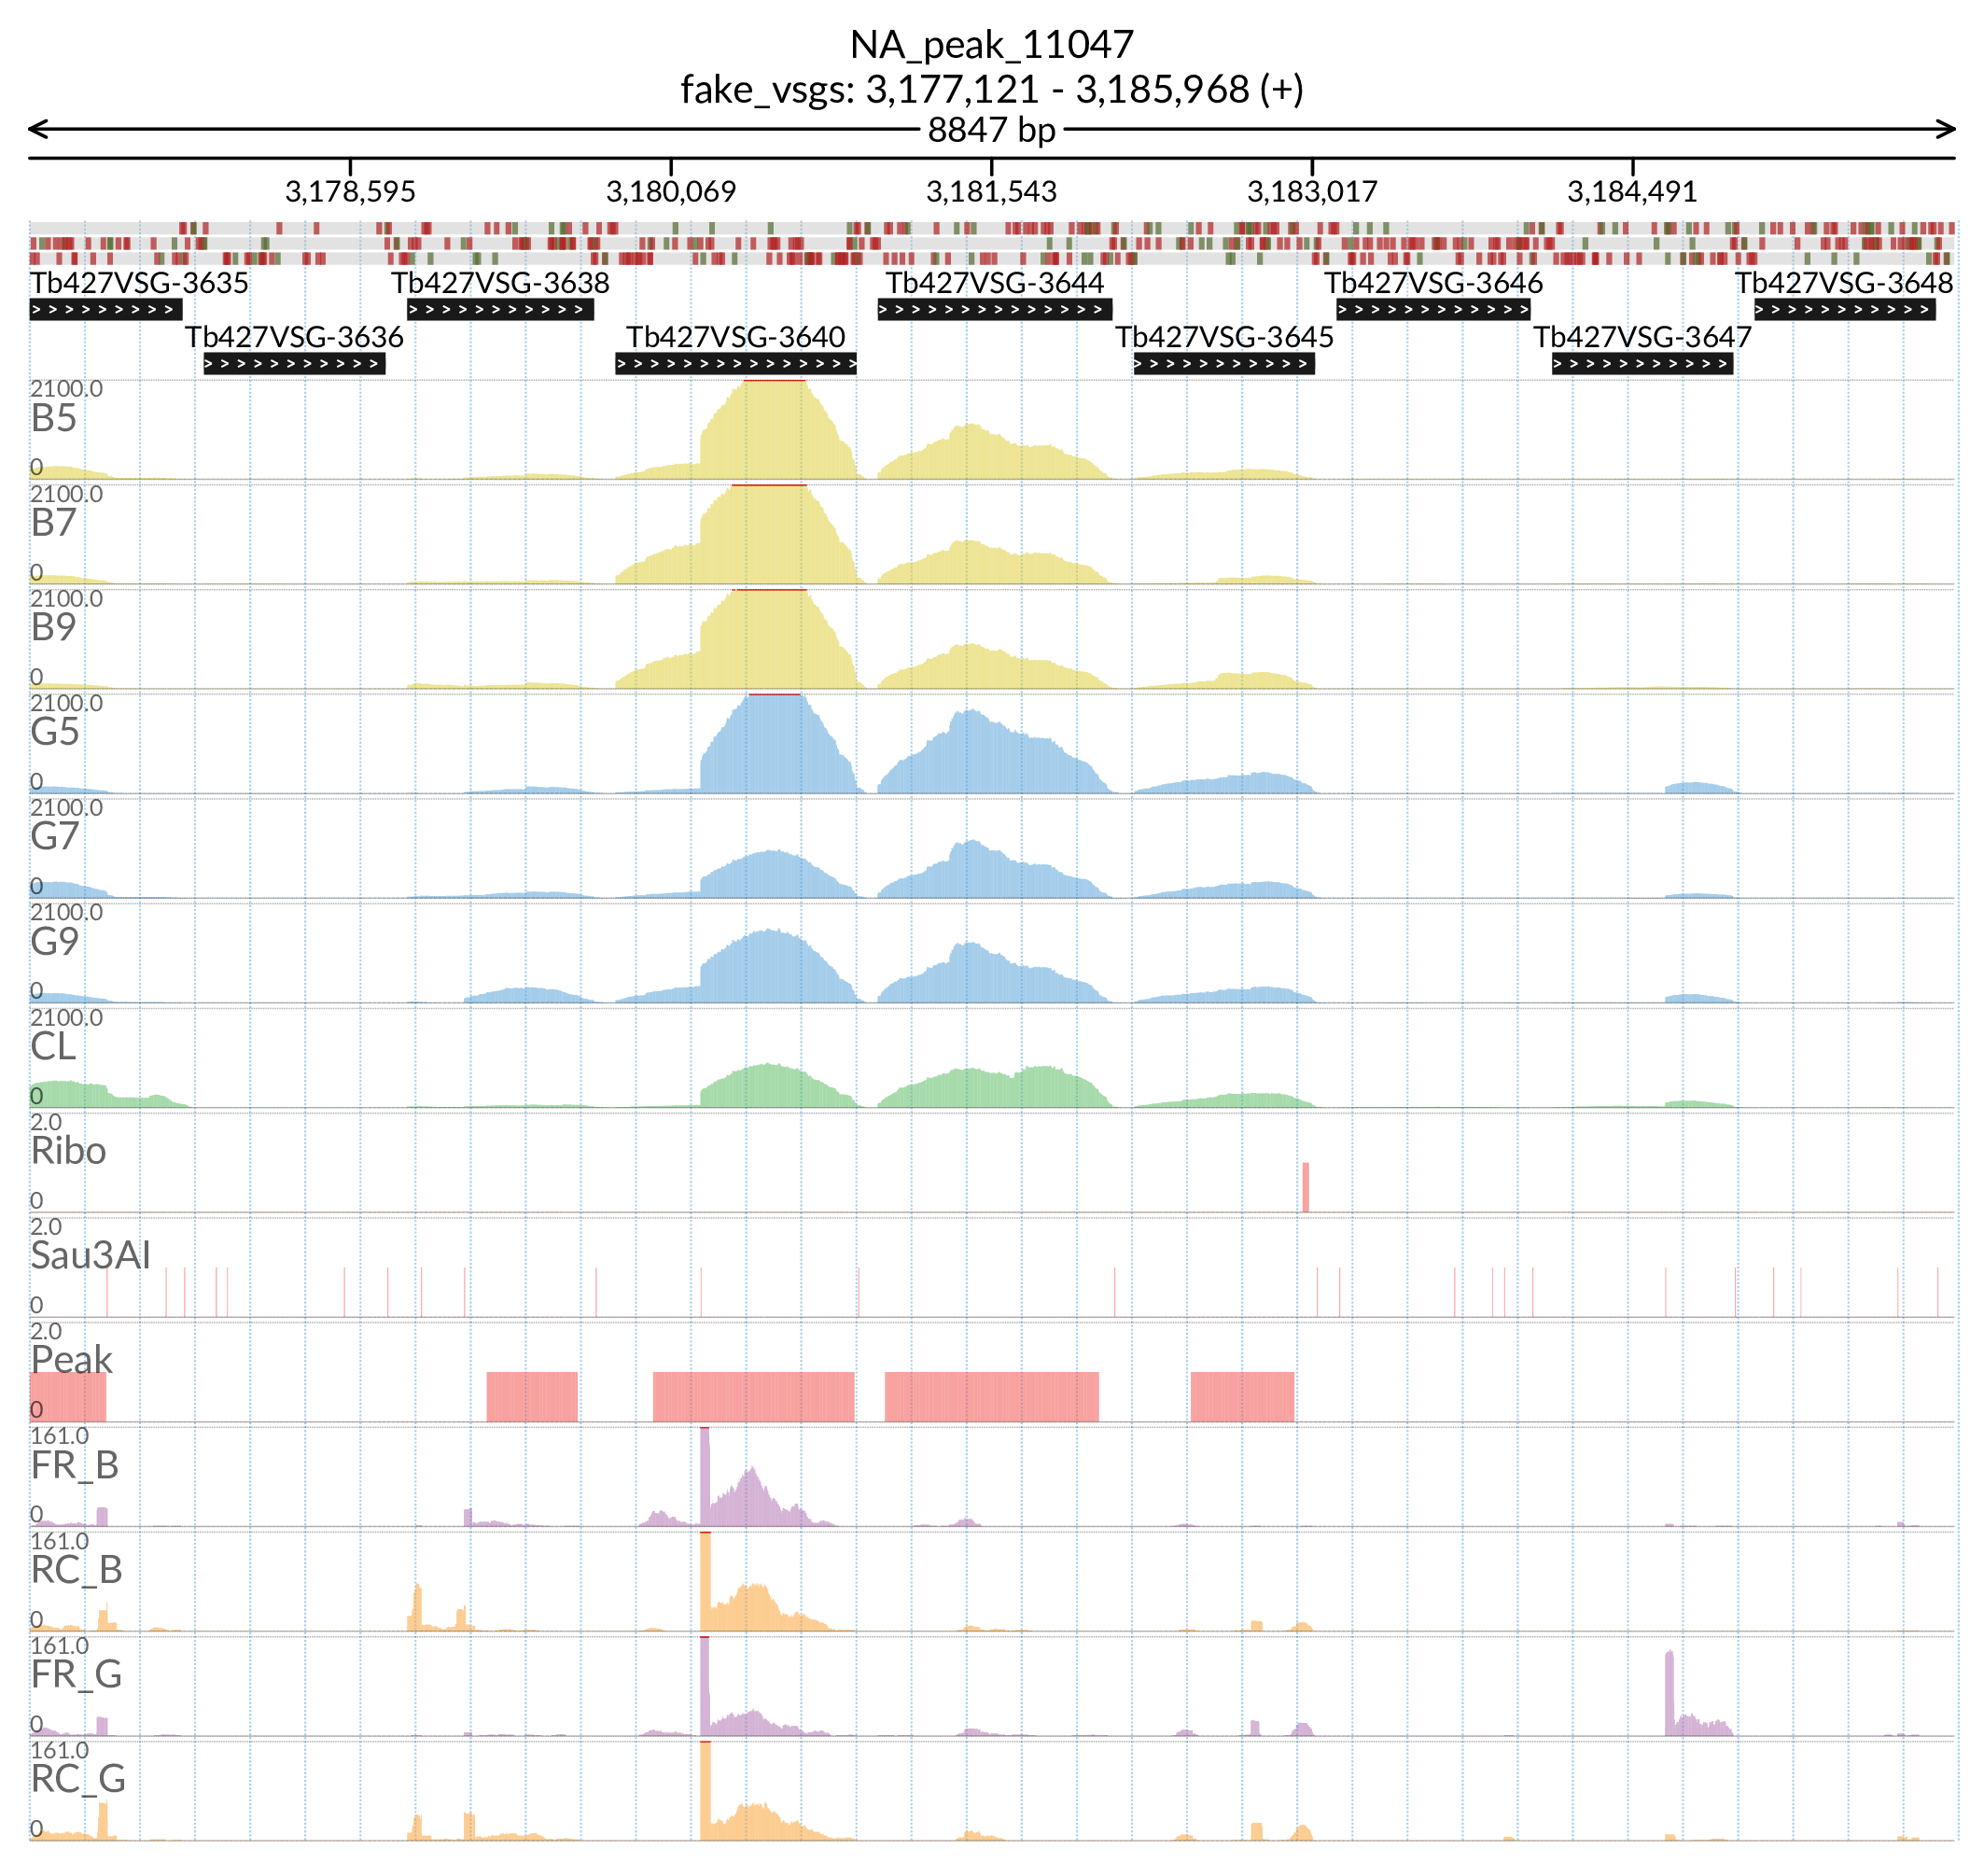 NA_peak_11047
fake_vsgs: 3,177,121 - 3,185,968 (+)
8847 bp
3,178,595 3,180,069 3,181,543 3,183,017 3,184,491
Tb427VSG-3635 Tb427VSG-3638 Tb427VSG-3644 Tb427VSG-3646 Tb427VSG-3648
Tb427VSG-3636 Tb427VSG-3640 Tb427VSG-3645 Tb427VSG-3647
2100.0
B5
0
2100.0
B7
0
2100.0
B9
0
2100.0
G5
0
2100.0
G7
0
2100.0
G9
0
2100.0
CL
0
2.0
Ribo
0
2.0
Sau3AI
0
2.0
Peak
0
161.0
FR_B
0
161.0
RC_B
0
161.0
FR_G
0
161.0
RC_G
0